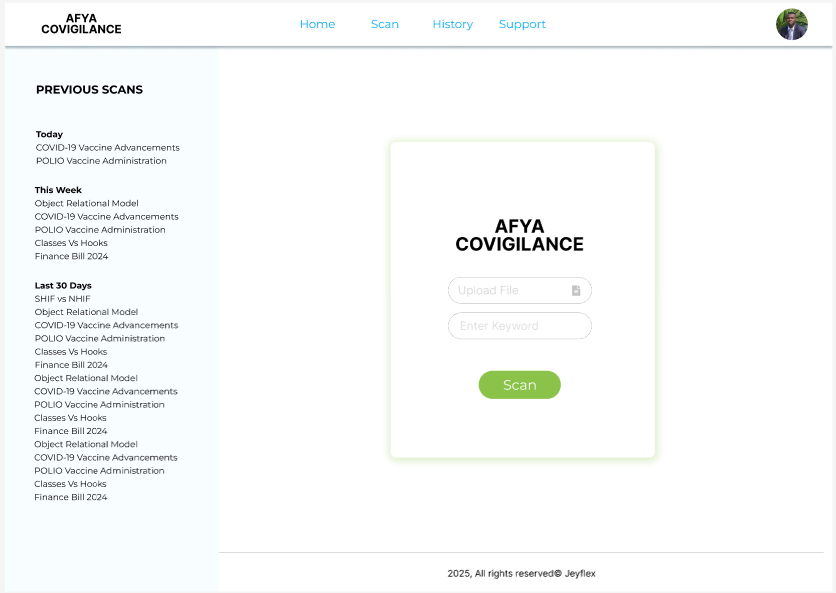 AFYA
COVIGILANCE
Home
Scan
History
Support
PREVIOUS SCANS
Today
COVID-19 Vaccine Advancements
POLIO Vaccine Administration
This Week
Object Relational Model
COVID-19 Vaccine Advancements
POLIO Vaccine Administration
Classes Vs Hooks
Finance Bill 2024
Last 30 Days
SHIF vs NHIF
Object Relational Model
COVID-19 Vaccine Advancements
POLIO Vaccine Administration
Classes Vs Hooks
Finance Bill 2024
Object Relational Model
COVID-19 Vaccine Advancements
POLIO Vaccine Administration
Classes Vs Hooks
Finance Bill 2024
Object Relational Model
COVID-19 Vaccine Advancements
POLIO Vaccine Administration
Classes Vs Hooks
Finance Bill 2024
AFYA
COVIGILANCE
Upload File
Enter Keyword
Scan
2025, All rights reserved© Jeyflex